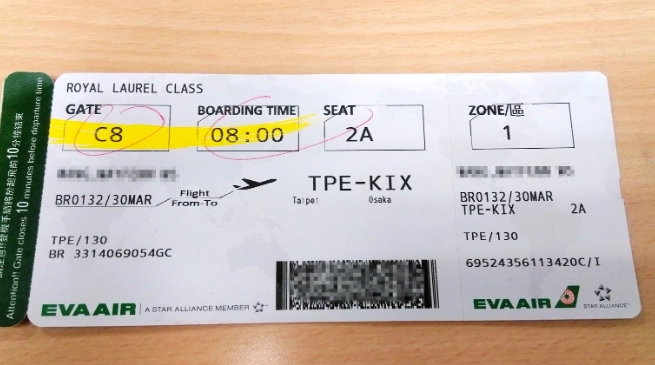 ROYAL LAUREL CLASS
GATE BOARDING TIME SEAT ZONE/區
C8 08:00 2A 1
BR0132/30MAR Flight From-To TPE-KIX
Taipei Osaka
TPE/130
BR 3314069054GC
EVA AIR A STAR ALLIANCE MEMBER
BR0132/30MAR
TPE-KIX 2A
TPE/130
69524356113420C/I
EVA AIR STAR ALLIANCE
Attention!! Gate closes 10 minutes before departure time